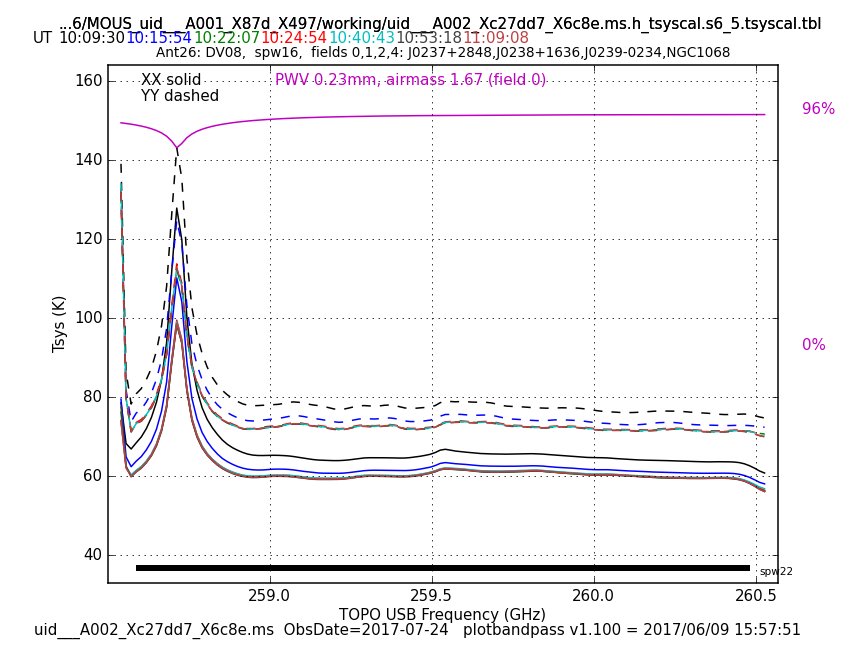 ...6/MOUS_uid___A001_X87d_X497/working/uid___A002_Xc27dd7_X6c8e.ms.h_tsyscal.s6_5.tsyscal.tbl
UT 10:09:30 10:15:54 10:22:07 10:24:54 10:40:43 10:53:18 11:09:08
Ant26: DV08, spw16, fields 0,1,2,4: J0237+2848,J0238+1636,J0239-0234,NGC1068
XX solid
YY dashed
PWV 0.23mm, airmass 1.67 (field 0)
96%
0%
160
140
120
100
80
60
40
Tsys (K)
spw22
259.0 259.5 260.0 260.5
TOPO USB Frequency (GHz)
uid___A002_Xc27dd7_X6c8e.ms ObsDate=2017-07-24 plotbandpass v1.100 = 2017/06/09 15:57:51